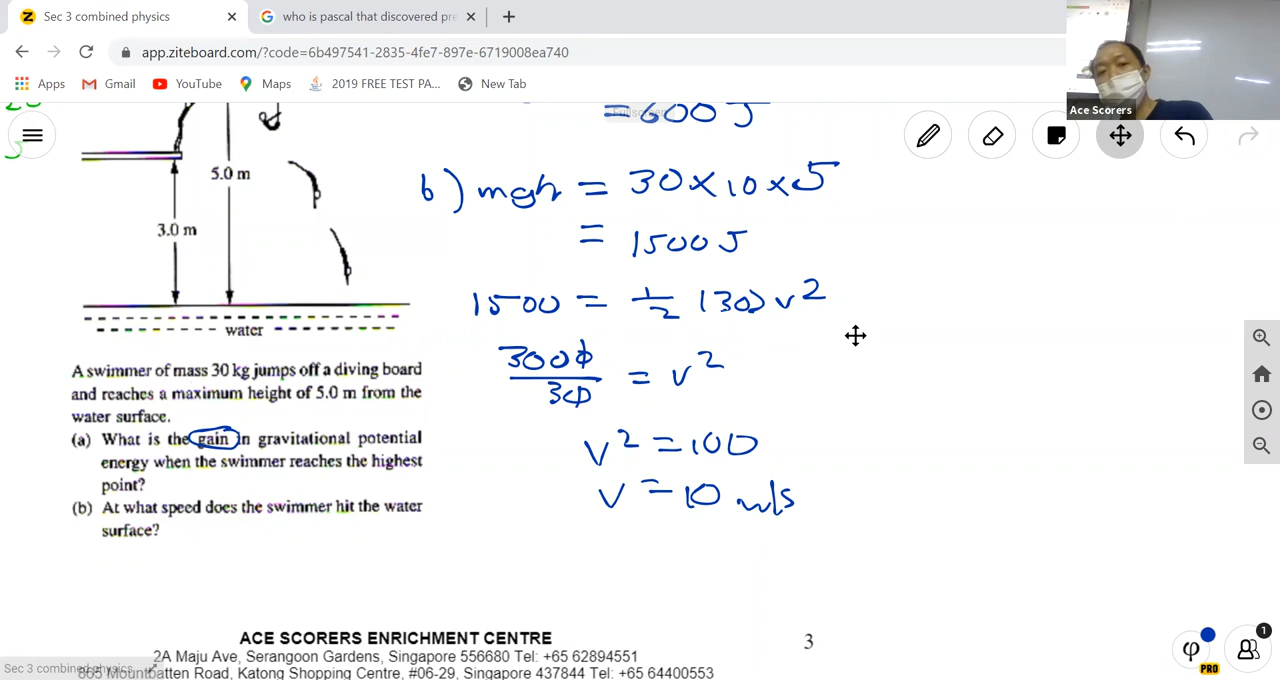 Sec 3 combined physics
who is pascal that discovered pre
app.ziteboard.com/?code=6b497541-2835-4fe7-897e-6719008ea740
Apps Gmail YouTube Maps 2019 FREE TEST PA... New Tab
Ace Scorers
= 600 J
5.0 m
3.0 m
water
b) mgh = 30 × 10 × 5
= 1500 J
1500 = 1/2 (30) v²
3000/300 = v²
v² = 100
v = 10 m/s
A swimmer of mass 30 kg jumps off a diving board
and reaches a maximum height of 5.0 m from the
water surface.
(a) What is the gain in gravitational potential
energy when the swimmer reaches the highest
point?
(b) At what speed does the swimmer hit the water
surface?
ACE SCORERS ENRICHMENT CENTRE
3
2A Maju Ave, Serangoon Gardens, Singapore 556680 Tel: +65 62894551
865 Mountbatten Road, Katong Shopping Centre, #06-29, Singapore 437844 Tel: +65 64400553
Sec 3 combined physics
φ
PRO
1